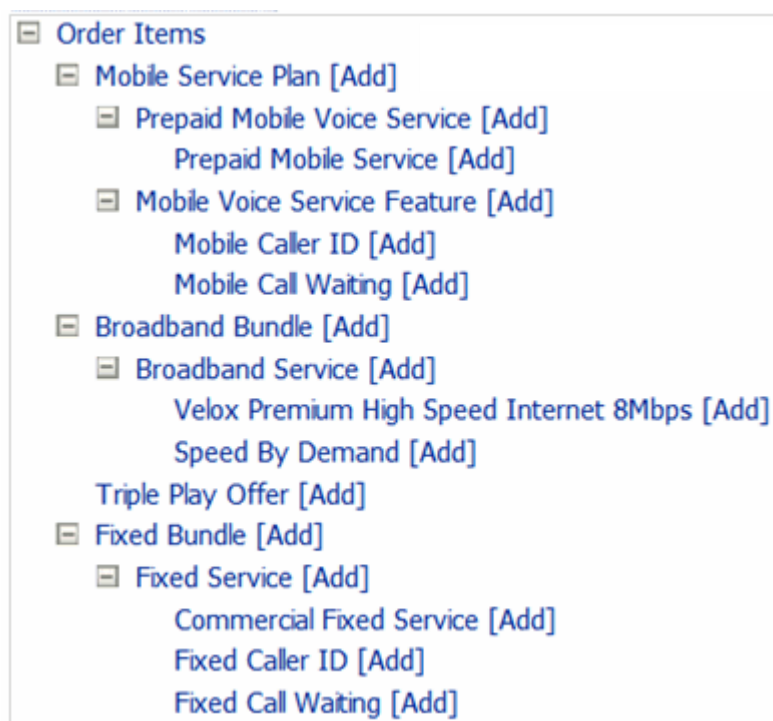 Order Items
Mobile Service Plan [Add]
Prepaid Mobile Voice Service [Add]
Prepaid Mobile Service [Add]
Mobile Voice Service Feature [Add]
Mobile Caller ID [Add]
Mobile Call Waiting [Add]
Broadband Bundle [Add]
Broadband Service [Add]
Velox Premium High Speed Internet 8Mbps [Add]
Speed By Demand [Add]
Triple Play Offer [Add]
Fixed Bundle [Add]
Fixed Service [Add]
Commercial Fixed Service [Add]
Fixed Caller ID [Add]
Fixed Call Waiting [Add]